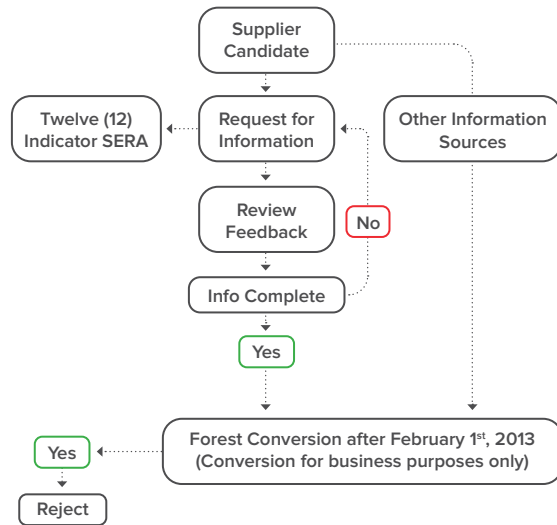 Supplier
Candidate
Twelve (12)
Indicator SERA
Request for
Information
Other Information
Sources
Review
Feedback
No
Info Complete
Yes
Forest Conversion after February 1st, 2013
(Conversion for business purposes only)
Yes
Reject